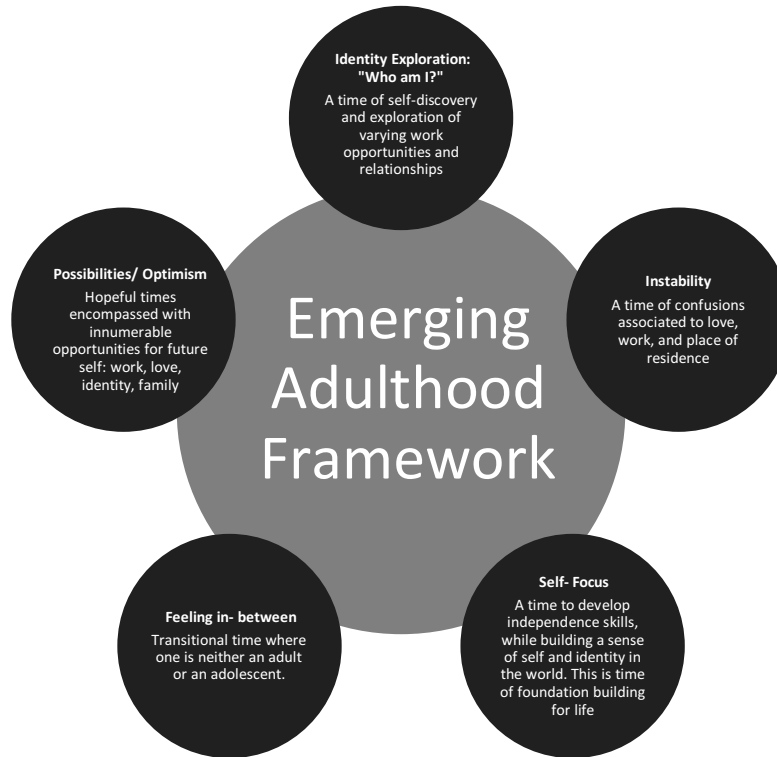 Identity Exploration:
"Who am I?"
A time of self-discovery
and exploration of
varying work
opportunities and
relationships
Possibilities/ Optimism
Hopeful times
encompassed with
innumerable
opportunities for future
self: work, love,
identity, family
Emerging
Adulthood
Framework
Instability
A time of confusions
associated to love,
work, and place of
residence
Feeling in- between
Transitional time where
one is neither an adult
or an adolescent.
Self- Focus
A time to develop
independence skills,
while building a sense
of self and identity in
the world. This is time
of foundation building
for life